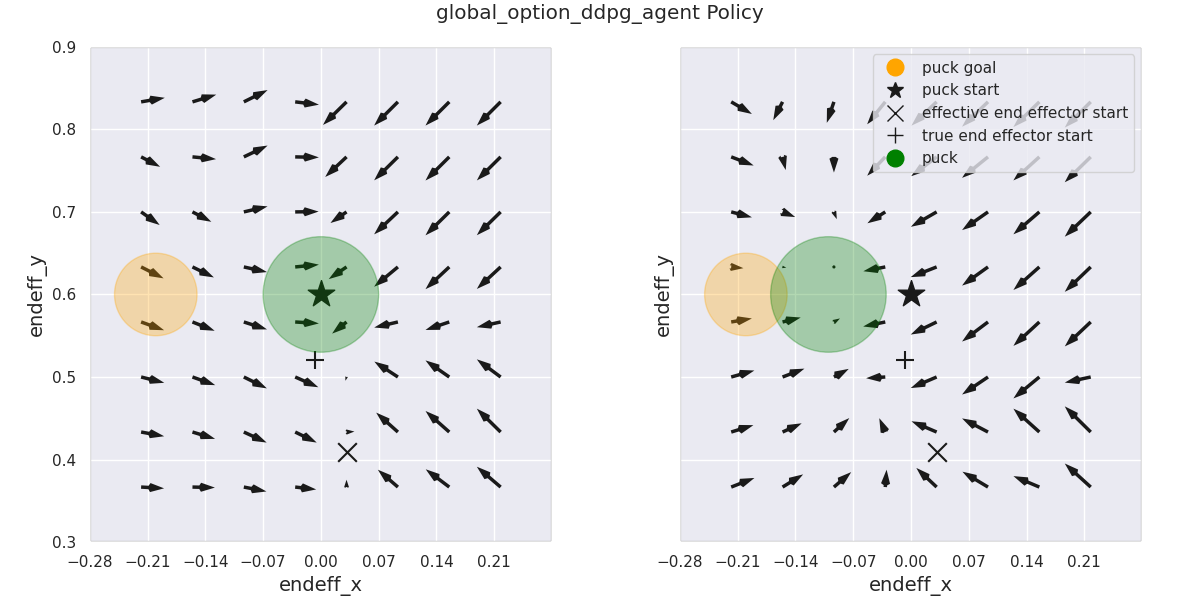 global_option_ddpg_agent Policy
endeff_y
0.9
0.8
0.7
0.6
0.5
0.4
0.3
−0.28 −0.21 −0.14 −0.07 0.00 0.07 0.14 0.21
endeff_x
puck goal
puck start
effective end effector start
true end effector start
puck
endeff_y
−0.28 −0.21 −0.14 −0.07 0.00 0.07 0.14 0.21
endeff_x